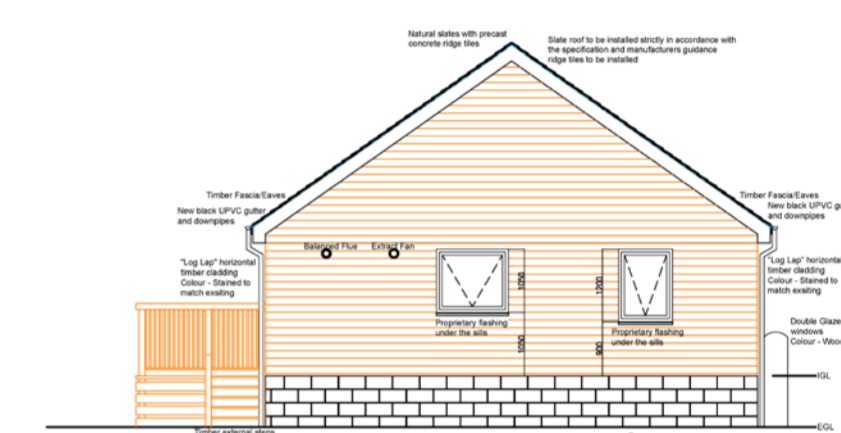 Natural slates with precast
concrete ridge tiles
Slate roof to be installed strictly in accordance with
the specification and manufacturers guidance
ridge tiles to be installed
Timber Fascia/Eaves
New black UPVC gutter
and downpipes
Timber Fascia/Eaves
New black UPVC gu
and downpipes
Balanced Flue
Extract Fan
"Log Lap" horizontal
timber cladding
Colour - Stained to
match exsiting
"Log Lap" horizontal
timber cladding
Colour - Stained to
match exsiting
1050
1200
Proprietary flashing
under the sills
Proprietary flashing
under the sills
1050
900
Double Glaze
windows
Colour - Woo
IGL
EGL
Timber external steps